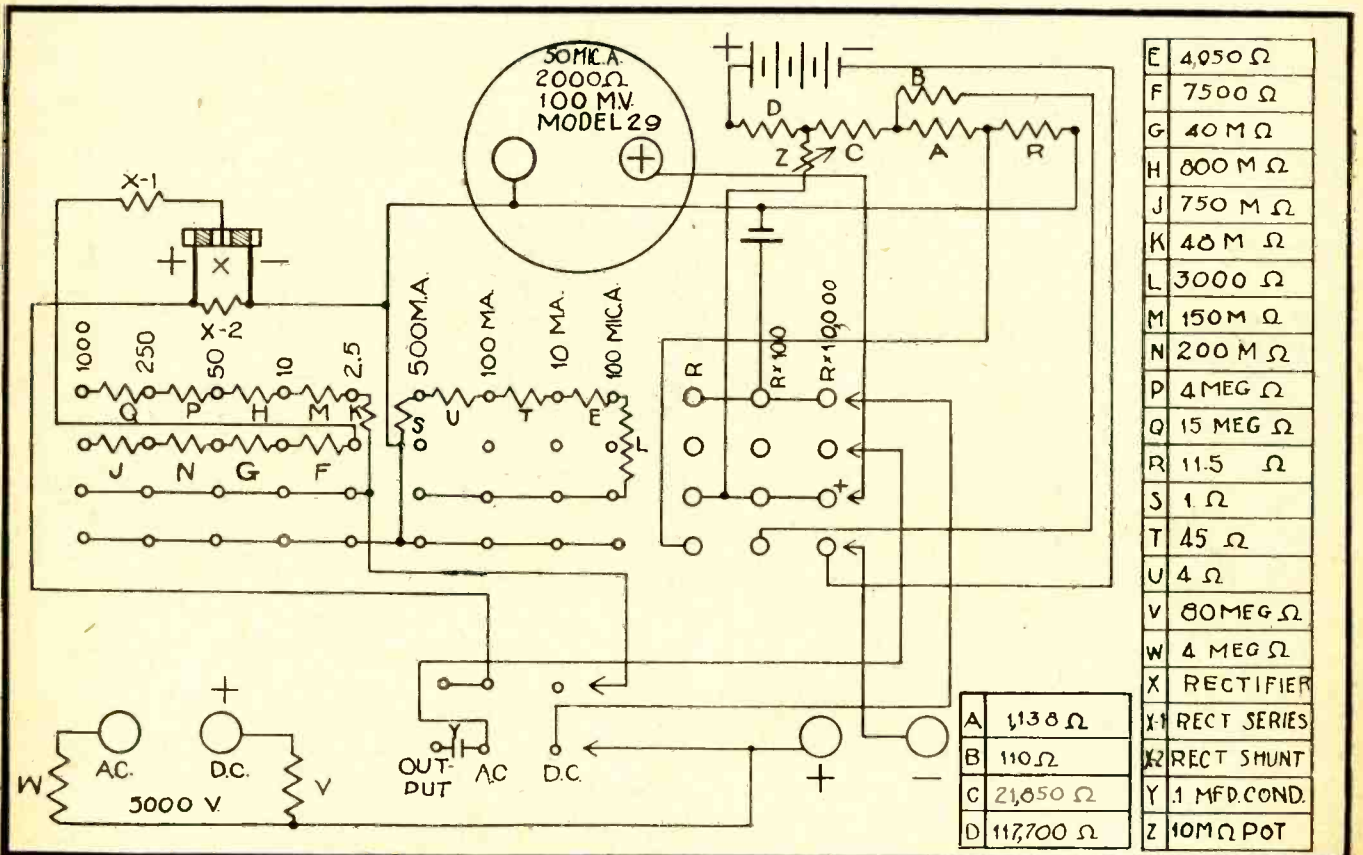 50 MIC.A.
2000Ω
100 M.V.
MODEL 29
+ −
B
D
Z C A R
+
X-1
+ X −
X-2
1000 250 50 10 2.5
500 M.A. 100 MA. 10 MA. 100 MIC.A.
R R×100 R×10,000
Q P H M K
S U T E L
J N G F
+
+
A.C. D.C.
W V
5000 V.
Y
OUT-
PUT
A.C D.C.
+ −
A 1,138 Ω
B 110 Ω
C 21,850 Ω
D 117,700 Ω
E 4,050 Ω
F 7500 Ω
G 40 M Ω
H 800 M Ω
J 750 M Ω
K 48 M Ω
L 3000 Ω
M 150 M Ω
N 200 M Ω
P 4 MEG Ω
Q 15 MEG Ω
R 11.5 Ω
S 1 Ω
T 45 Ω
U 4 Ω
V 80 MEG Ω
W 4 MEG Ω
X RECTIFIER
X-1 RECT SERIES
X-2 RECT SHUNT
Y .1 MFD. COND.
Z 10 M Ω POT